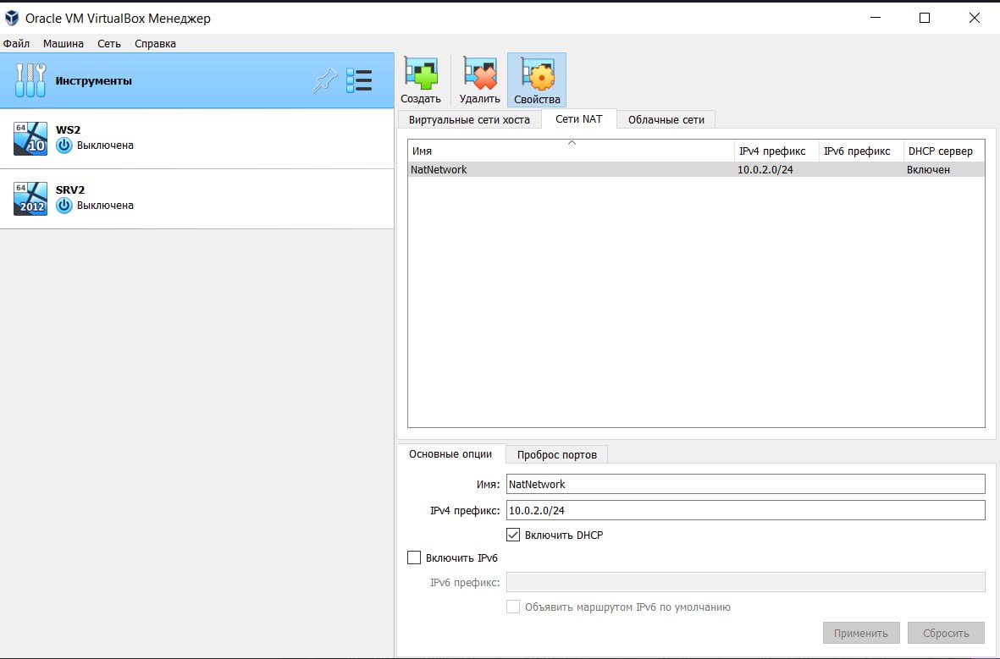 Oracle VM VirtualBox Менеджер
Файл Машина Сеть Справка
Инструменты
64
10
WS2
Выключена
64
2012
SRV2
Выключена
Создать Удалить Свойства
Виртуальные сети хоста Сети NAT Облачные сети
Имя IPv4 префикс IPv6 префикс DHCP сервер
NatNetwork 10.0.2.0/24 Включен
Основные опции Проброс портов
Имя: NatNetwork
IPv4 префикс: 10.0.2.0/24
Включить DHCP
Включить IPv6
IPv6 префикс:
Объявить маршрутом IPv6 по умолчанию
Применить Сбросить